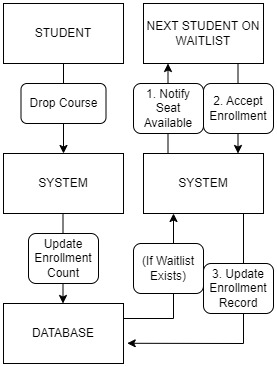 STUDENT
NEXT STUDENT ON
WAITLIST
Drop Course
1. Notify
Seat
Available
2. Accept
Enrollment
SYSTEM
SYSTEM
Update
Enrollment
Count
(If Waitlist
Exists)
3. Update
Enrollment
Record
DATABASE